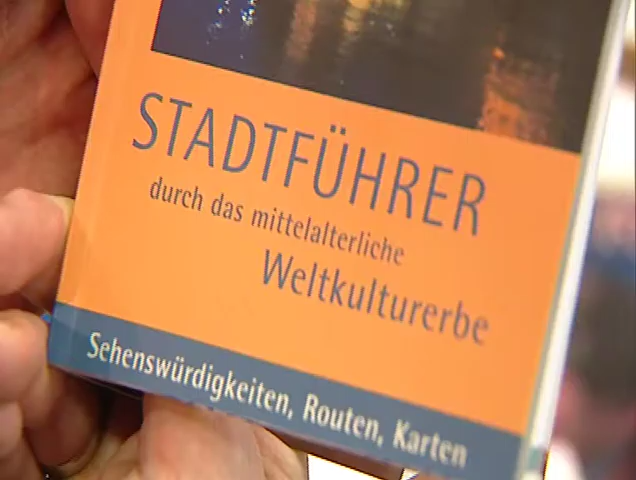 STADTFÜHRER
durch das mittelalterliche
Weltkulturerbe
Sehenswürdigkeiten, Routen, Karten